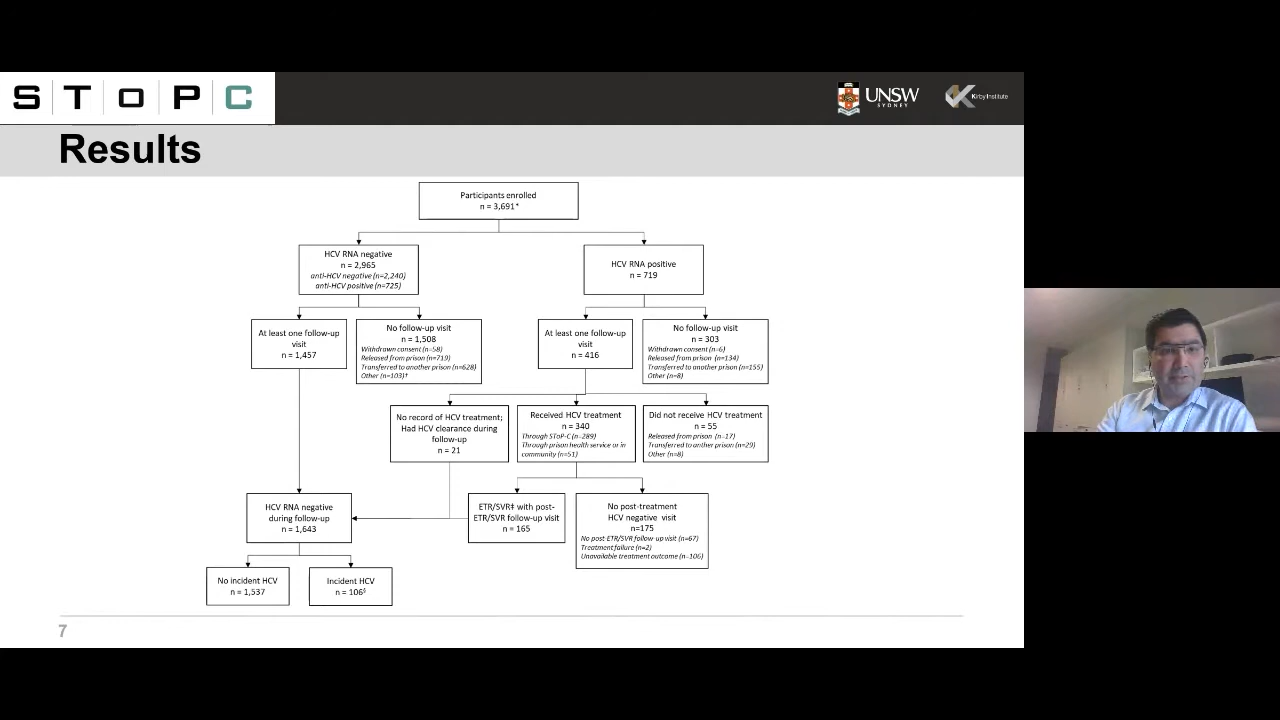 S T O P C
UNSW
SYDNEY
Kirby Institute
Results
Participants enrolled
n = 3,691*
HCV RNA negative
n = 2,965
anti-HCV negative (n=2,240)
anti-HCV positive (n=725)
HCV RNA positive
n = 719
At least one follow-up
visit
n = 1,457
No follow-up visit
n = 1,508
Withdrawn consent (n=58)
Released from prison (n=719)
Transferred to another prison (n=628)
Other (n=103)†
At least one follow-up
visit
n = 416
No follow-up visit
n = 303
Withdrawn consent (n=6)
Released from prison (n=134)
Transferred to another prison (n=155)
Other (n=8)
No record of HCV treatment;
Had HCV clearance during
follow-up
n = 21
Received HCV treatment
n = 340
Through SToP-C (n=289)
Through prison health service or in
community (n=51)
Did not receive HCV treatment
n = 55
Released from prison (n=17)
Transferred to anther prison (n=29)
Other (n=8)
HCV RNA negative
during follow-up
n = 1,643
ETR/SVR‡ with post-
ETR/SVR follow-up visit
n = 165
No post-treatment
HCV negative visit
n=175
No post-ETR/SVR follow-up visit (n=67)
Treatment failure (n=2)
Unavailable treatment outcome (n=106)
No incident HCV
n = 1,537
Incident HCV
n = 106§
7